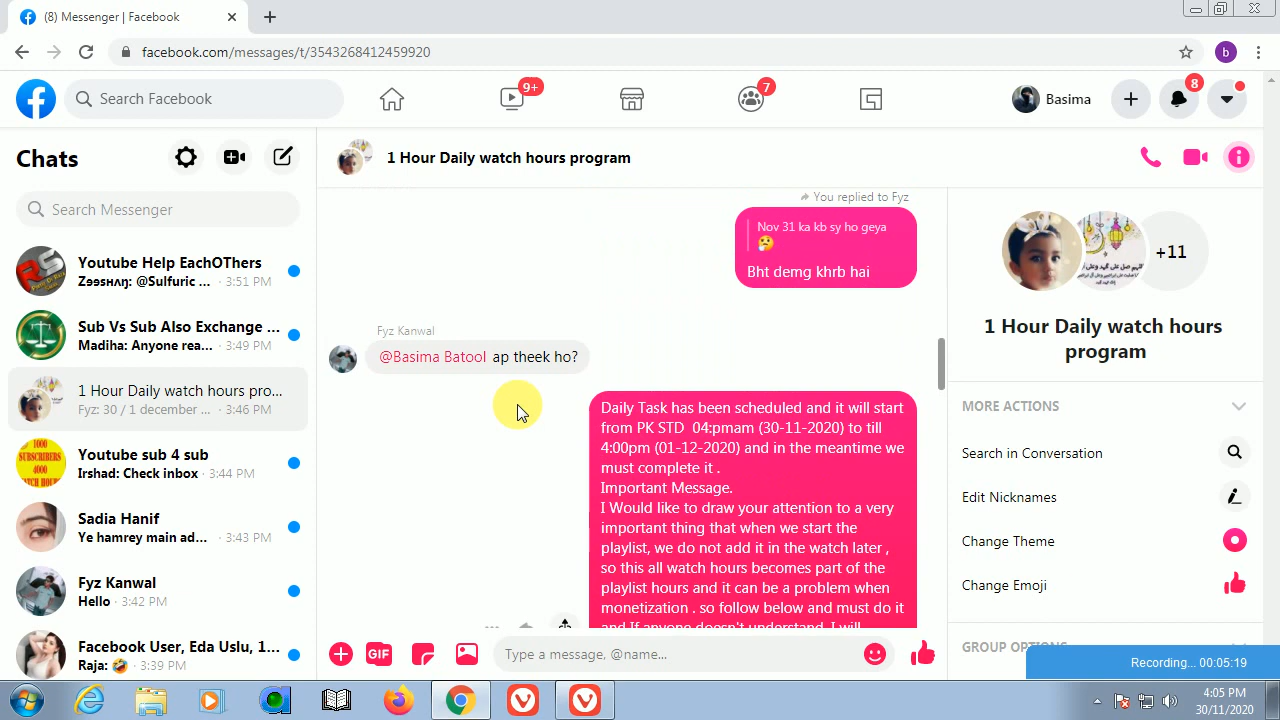 (8) Messenger | Facebook
facebook.com/messages/t/3543268412459920
b
Search Facebook
9+
7
Basima
8
Chats
Search Messenger
Youtube Help EachOThers
Zɘɘsнʌŋ: @Sulfuric ... · 3:51 PM
Sub Vs Sub Also Exchange ...
Madiha: Anyone rea... · 3:49 PM
1 Hour Daily watch hours pro...
Fyz: 30 / 1 december ... · 3:46 PM
1000
SUBSCRIBERS
4000
Youtube sub 4 sub
Irshad: Check inbox · 3:44 PM
Sadia Hanif
Ye hamrey main ad... · 3:43 PM
Fyz Kanwal
Hello · 3:42 PM
Facebook User, Eda Uslu, 1...
Raja: 🤣 · 3:39 PM
1 Hour Daily watch hours program
You replied to Fyz
Nov 31 ka kb sy ho geya
🤔
Bht demg khrb hai
Fyz Kanwal
@Basima Batool ap theek ho?
Daily Task has been scheduled and it will start
from PK STD 04:pmam (30-11-2020) to till
4:00pm (01-12-2020) and in the meantime we
must complete it .
Important Message.
I Would like to draw your attention to a very
important thing that when we start the
playlist, we do not add it in the watch later ,
so this all watch hours becomes part of the
playlist hours and it can be a problem when
monetization . so follow below and must do it
and If anyone doesn't understand, I will
GIF
Type a message, @name...
+11
1 Hour Daily watch hours
program
MORE ACTIONS
Search in Conversation
Edit Nicknames
Change Theme
Change Emoji
GROUP
Recording... 00:05:19
4:05 PM
30/11/2020